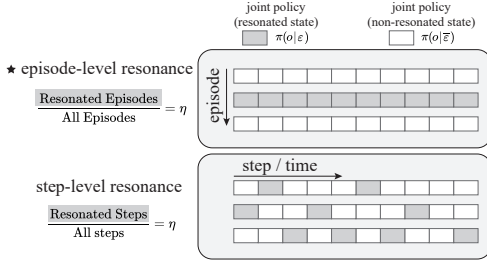 joint policy
(resonated state)
π(o|ε)
joint policy
(non-resonated state)
π(o|ε̅)
★ episode-level resonance
Resonated Episodes
All Episodes
= η
episode
step / time
step-level resonance
Resonated Steps
All steps
= η